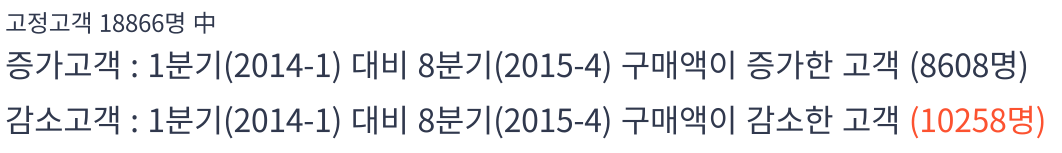 고정고객 18866명 中
증가고객 : 1분기(2014-1) 대비 8분기(2015-4) 구매액이 증가한 고객 (8608명)
감소고객 : 1분기(2014-1) 대비 8분기(2015-4) 구매액이 감소한 고객 (10258명)